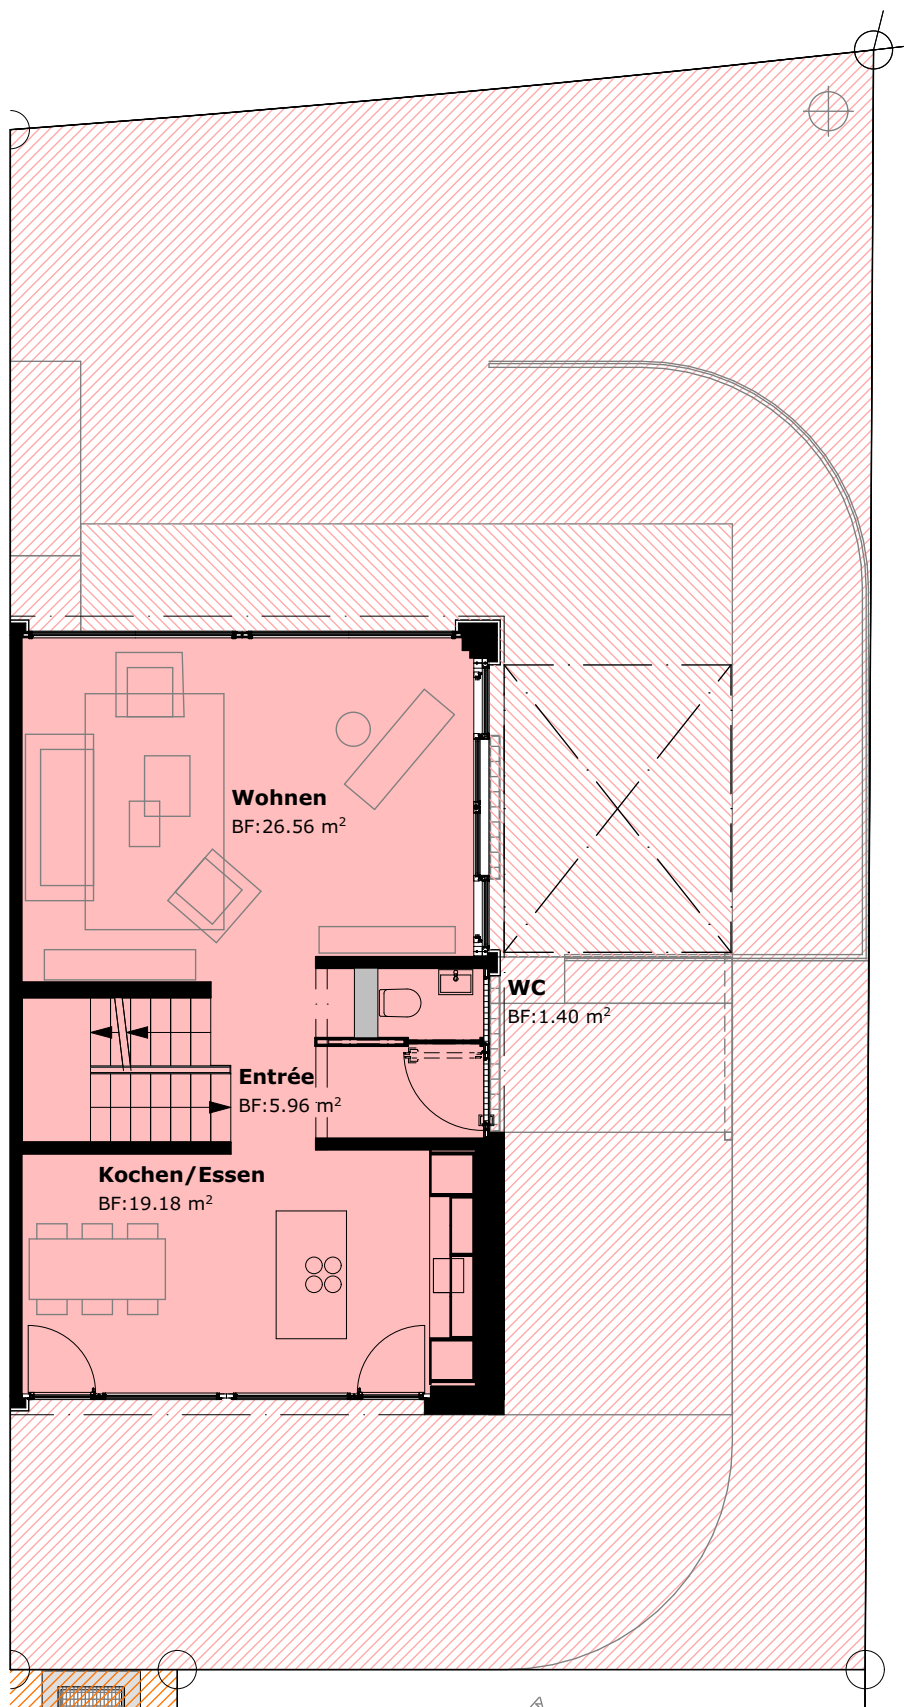 Wohnen
BF:26.56 m²
WC
BF:1.40 m²
Entrée
BF:5.96 m²
Kochen/Essen
BF:19.18 m²